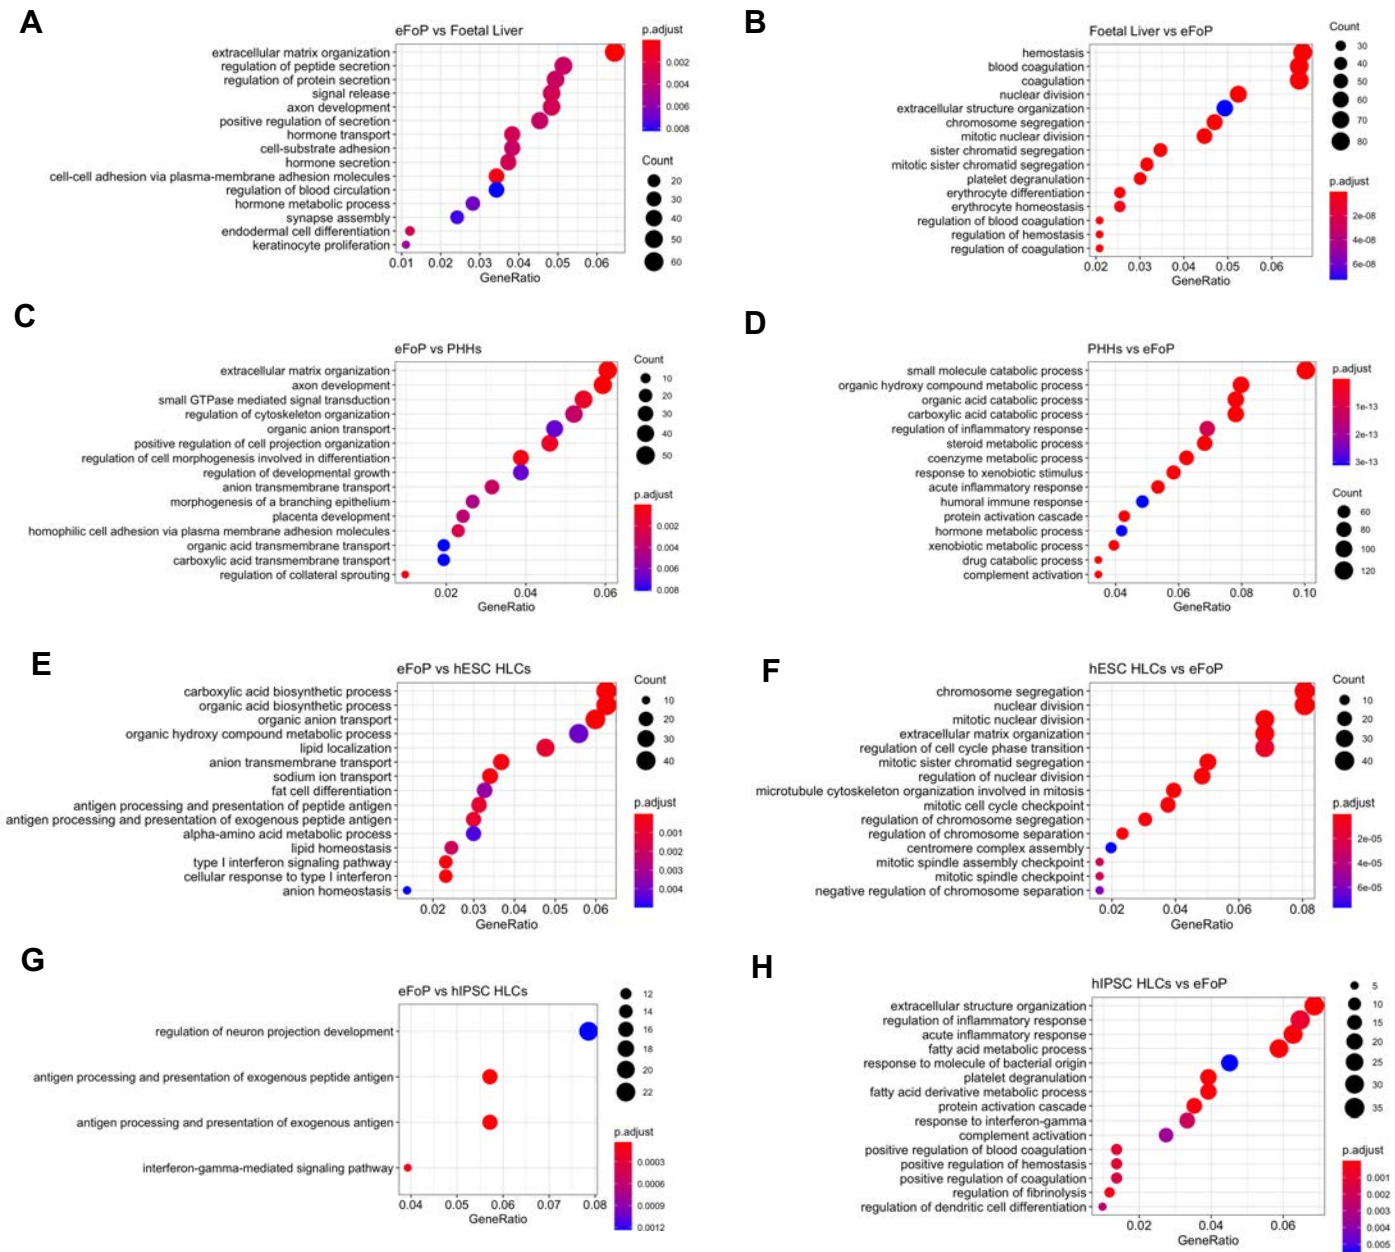 A
eFoP vs Foetal Liver
extracellular matrix organization
regulation of peptide secretion
regulation of protein secretion
signal release
axon development
positive regulation of secretion
hormone transport
cell-substrate adhesion
hormone secretion
cell-cell adhesion via plasma-membrane adhesion molecules
regulation of blood circulation
hormone metabolic process
synapse assembly
endodermal cell differentiation
keratinocyte proliferation
0.01 0.02 0.03 0.04 0.05 0.06
GeneRatio
p.adjust
0.002
0.004
0.006
0.008
Count
20
30
40
50
60
B
Foetal Liver vs eFoP
hemostasis
blood coagulation
coagulation
nuclear division
extracellular structure organization
chromosome segregation
mitotic nuclear division
sister chromatid segregation
mitotic sister chromatid segregation
platelet degranulation
erythrocyte differentiation
erythrocyte homeostasis
regulation of blood coagulation
regulation of hemostasis
regulation of coagulation
0.02 0.03 0.04 0.05 0.06
GeneRatio
Count
30
40
50
60
70
80
p.adjust
2e-08
4e-08
6e-08
C
eFoP vs PHHs
extracellular matrix organization
axon development
small GTPase mediated signal transduction
regulation of cytoskeleton organization
organic anion transport
positive regulation of cell projection organization
regulation of cell morphogenesis involved in differentiation
regulation of developmental growth
anion transmembrane transport
morphogenesis of a branching epithelium
placenta development
homophilic cell adhesion via plasma membrane adhesion molecules
organic acid transmembrane transport
carboxylic acid transmembrane transport
regulation of collateral sprouting
0.02 0.04 0.06
GeneRatio
Count
10
20
30
40
50
p.adjust
0.002
0.004
0.006
0.008
D
PHHs vs eFoP
small molecule catabolic process
organic hydroxy compound metabolic process
organic acid catabolic process
carboxylic acid catabolic process
regulation of inflammatory response
steroid metabolic process
coenzyme metabolic process
response to xenobiotic stimulus
acute inflammatory response
humoral immune response
protein activation cascade
hormone metabolic process
xenobiotic metabolic process
drug catabolic process
complement activation
0.04 0.06 0.08 0.10
GeneRatio
p.adjust
1e-13
2e-13
3e-13
Count
60
80
100
120
E
eFoP vs hESC HLCs
carboxylic acid biosynthetic process
organic acid biosynthetic process
organic anion transport
organic hydroxy compound metabolic process
lipid localization
anion transmembrane transport
sodium ion transport
fat cell differentiation
antigen processing and presentation of peptide antigen
antigen processing and presentation of exogenous peptide antigen
alpha-amino acid metabolic process
lipid homeostasis
type I interferon signaling pathway
cellular response to type I interferon
anion homeostasis
0.02 0.03 0.04 0.05 0.06
GeneRatio
Count
10
20
30
40
p.adjust
0.001
0.002
0.003
0.004
F
hESC HLCs vs eFoP
chromosome segregation
nuclear division
mitotic nuclear division
extracellular matrix organization
regulation of cell cycle phase transition
mitotic sister chromatid segregation
regulation of nuclear division
microtubule cytoskeleton organization involved in mitosis
mitotic cell cycle checkpoint
regulation of chromosome segregation
regulation of chromosome separation
centromere complex assembly
mitotic spindle assembly checkpoint
mitotic spindle checkpoint
negative regulation of chromosome separation
0.02 0.04 0.06 0.08
GeneRatio
Count
10
20
30
40
p.adjust
2e-05
4e-05
6e-05
G
eFoP vs hIPSC HLCs
regulation of neuron projection development
antigen processing and presentation of exogenous peptide antigen
antigen processing and presentation of exogenous antigen
interferon-gamma-mediated signaling pathway
0.04 0.05 0.06 0.07 0.08
GeneRatio
12
14
16
18
20
22
p.adjust
0.0003
0.0006
0.0009
0.0012
H
hIPSC HLCs vs eFoP
extracellular structure organization
regulation of inflammatory response
acute inflammatory response
fatty acid metabolic process
response to molecule of bacterial origin
platelet degranulation
fatty acid derivative metabolic process
protein activation cascade
response to interferon-gamma
complement activation
positive regulation of blood coagulation
positive regulation of hemostasis
positive regulation of coagulation
regulation of fibrinolysis
regulation of dendritic cell differentiation
0.02 0.04 0.06
GeneRatio
5
10
15
20
25
30
35
p.adjust
0.001
0.002
0.003
0.004
0.005